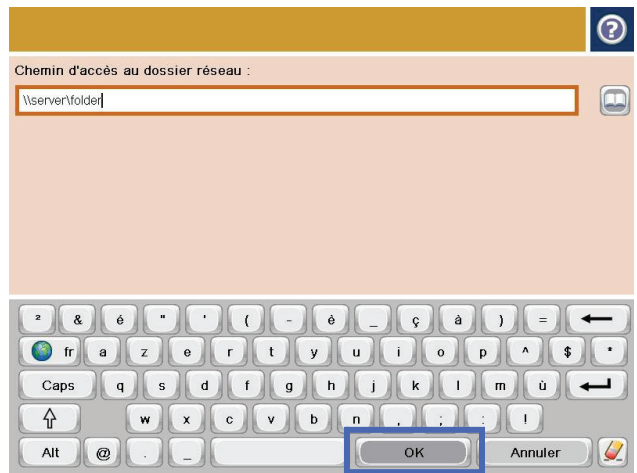 ?
Chemin d'accès au dossier réseau :
\\server\folder
² & é " ' ( - è _ ç à ) =
fr a z e r t y u i o p ^ $ *
Caps q s d f g h j k l m ù
w x c v b n , ; : !
Alt @ . _ OK Annuler